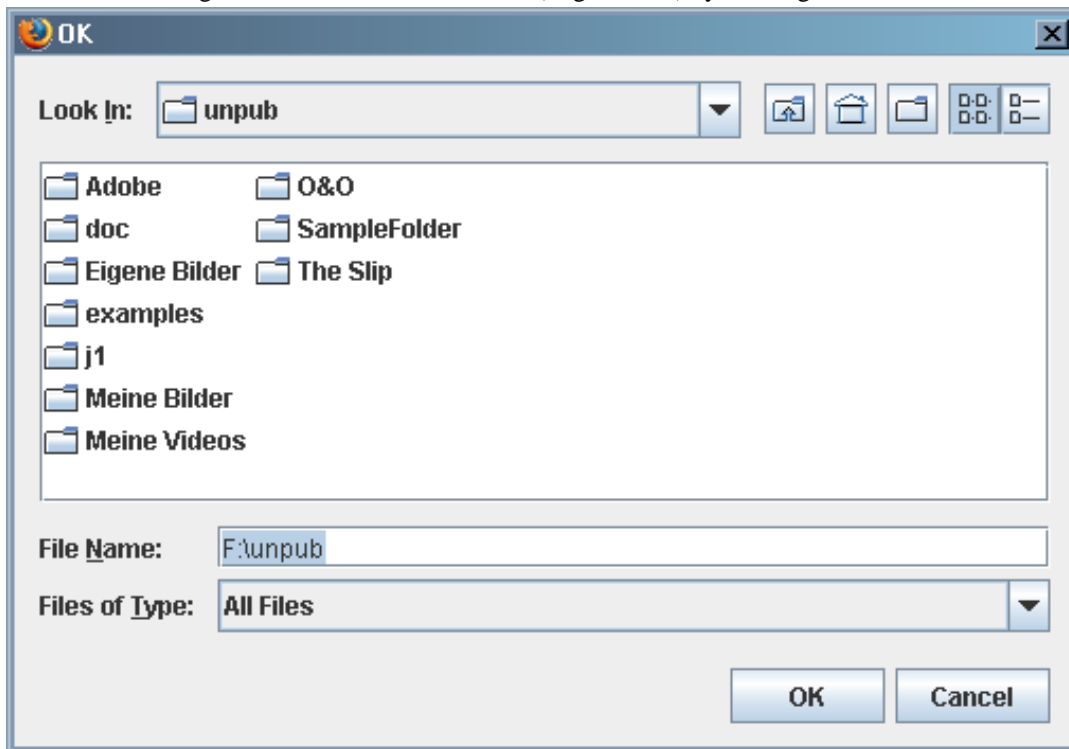 OK
Look In: unpub
Adobe O&O
doc SampleFolder
Eigene Bilder The Slip
examples
j1
Meine Bilder
Meine Videos
File Name: F:\unpub
Files of Type: All Files
OK Cancel